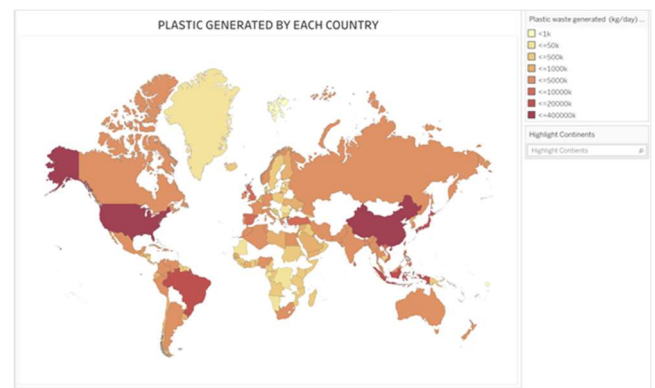 PLASTIC GENERATED BY EACH COUNTRY
Plastic waste generated (kg/day) ...
<1k
<=50k
<=500k
<=1000k
<=5000k
<=10000k
<=20000k
<=400000k
Highlight Continents
Highlight Contients